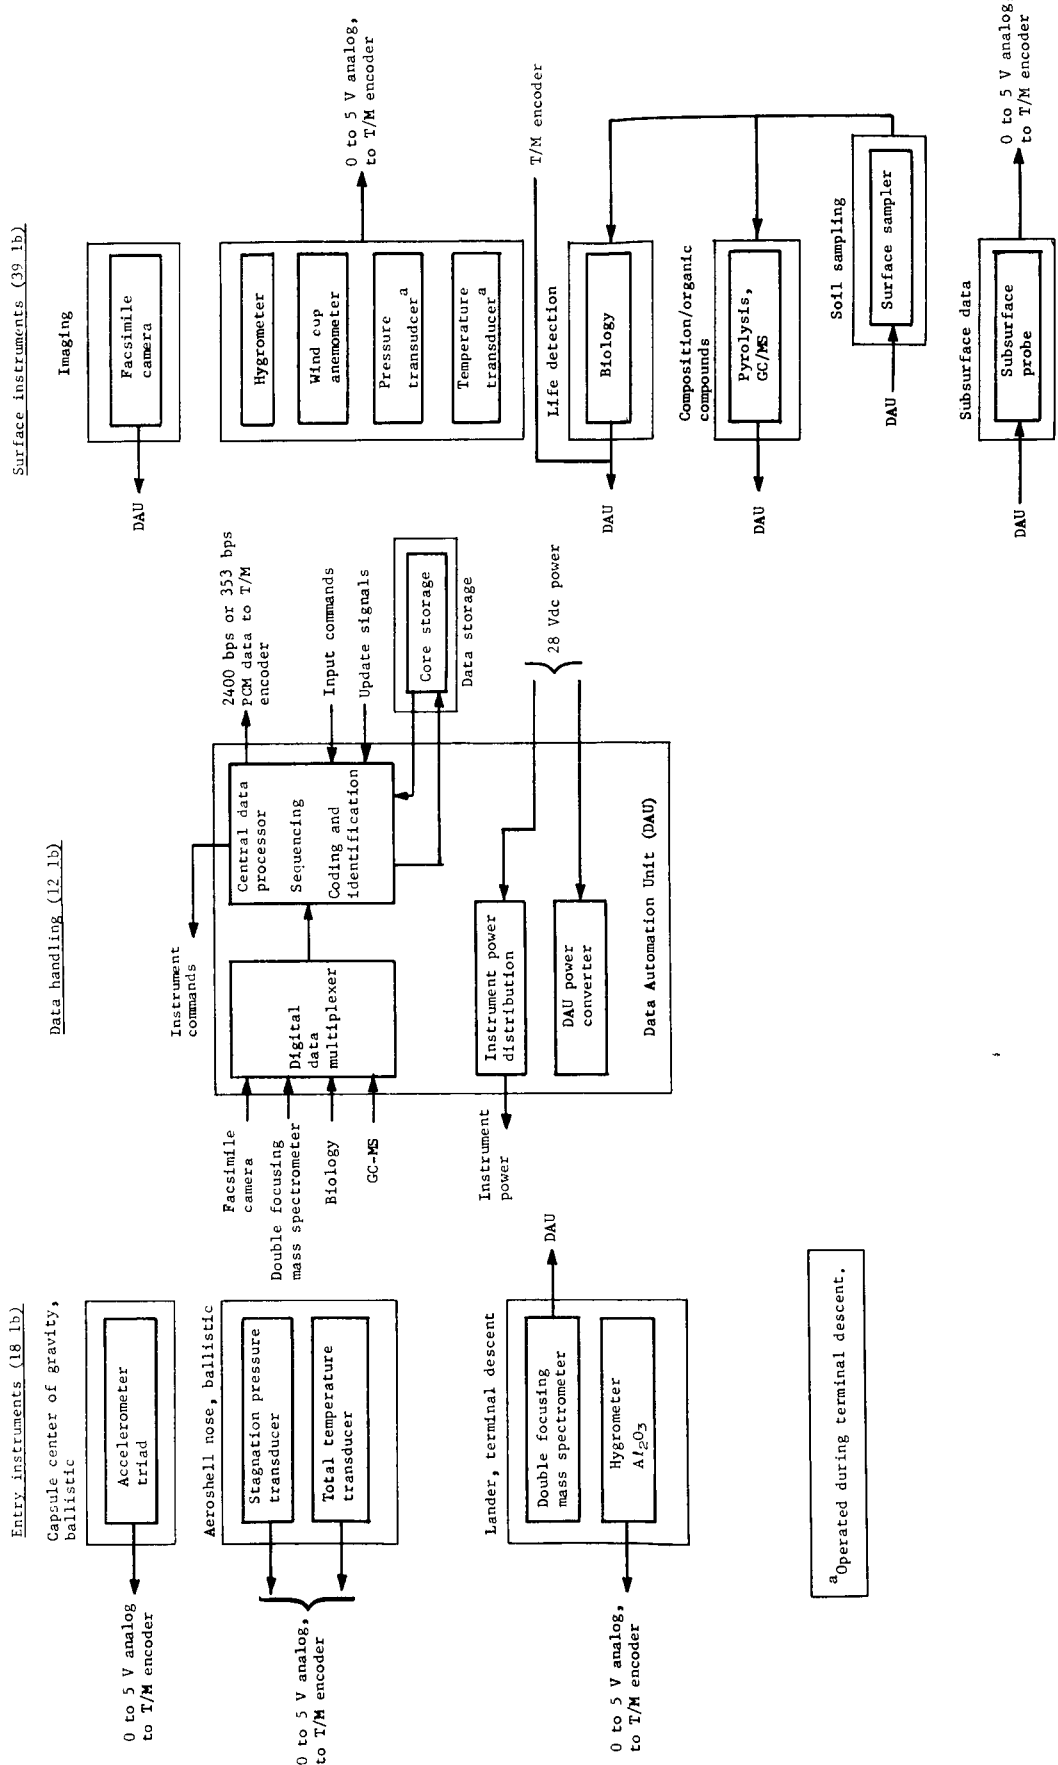 Entry instruments (18 lb)
Capsule center of gravity,
ballistic
Accelerometer
triad
0 to 5 V analog
to T/M encoder
Aeroshell nose, ballistic
Stagnation pressure
transducer
Total temperature
transducer
0 to 5 V analog,
to T/M encoder
Lander, terminal descent
Double focusing
mass spectrometer
DAU
Hygrometer
Al2O3
0 to 5 V analog,
to T/M encoder
aOperated during terminal descent.
Data handling (12 lb)
Instrument
commands
Facsimile
camera
Double focusing
mass spectrometer
Biology
GC-MS
Digital
data
multiplexer
Central data
processor
Sequencing
Coding and
identification
2400 bps or 353 bps
PCM data to T/M
encoder
Input commands
Update signals
Core storage
Data storage
Instrument
power
Instrument power
distribution
DAU power
converter
28 Vdc power
Data Automation Unit (DAU)
Surface instruments (39 lb)
Imaging
Facsimile
camera
DAU
Hygrometer
Wind cup
anemometer
Pressure
transudcera
Temperature
transducera
0 to 5 V analog,
to T/M encoder
T/M encoder
Life detection
Biology
DAU
Composition/organic
compounds
Pyrolysis,
GC/MS
DAU
Soil sampling
Surface sampler
DAU
Subsurface data
Subsurface
probe
DAU
0 to 5 V analog
to T/M encoder